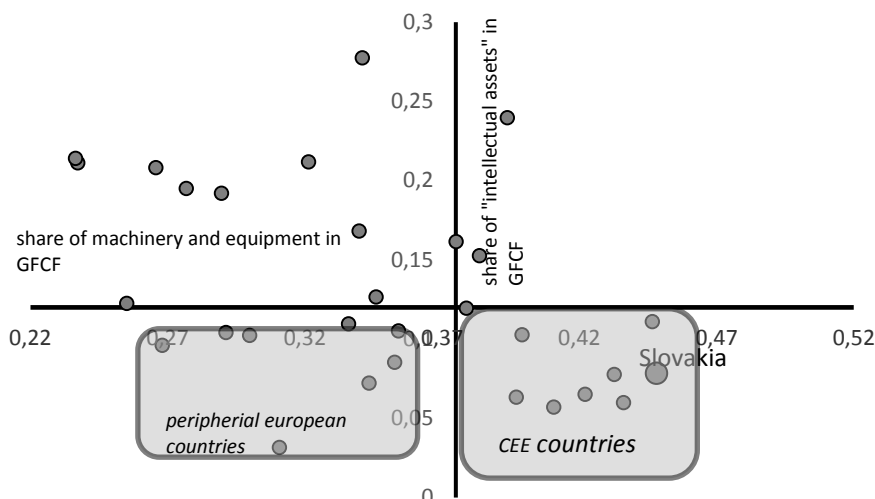 0,3
share of "intellectual assets" in
GFCF
0,25
0,2
share of machinery and equipment in
GFCF
0,15
0,22
0,27
0,32
0,1
0,37
0,42
0,47
0,52
Slovakia
peripherial european
countries
0,05
CEE countries
0